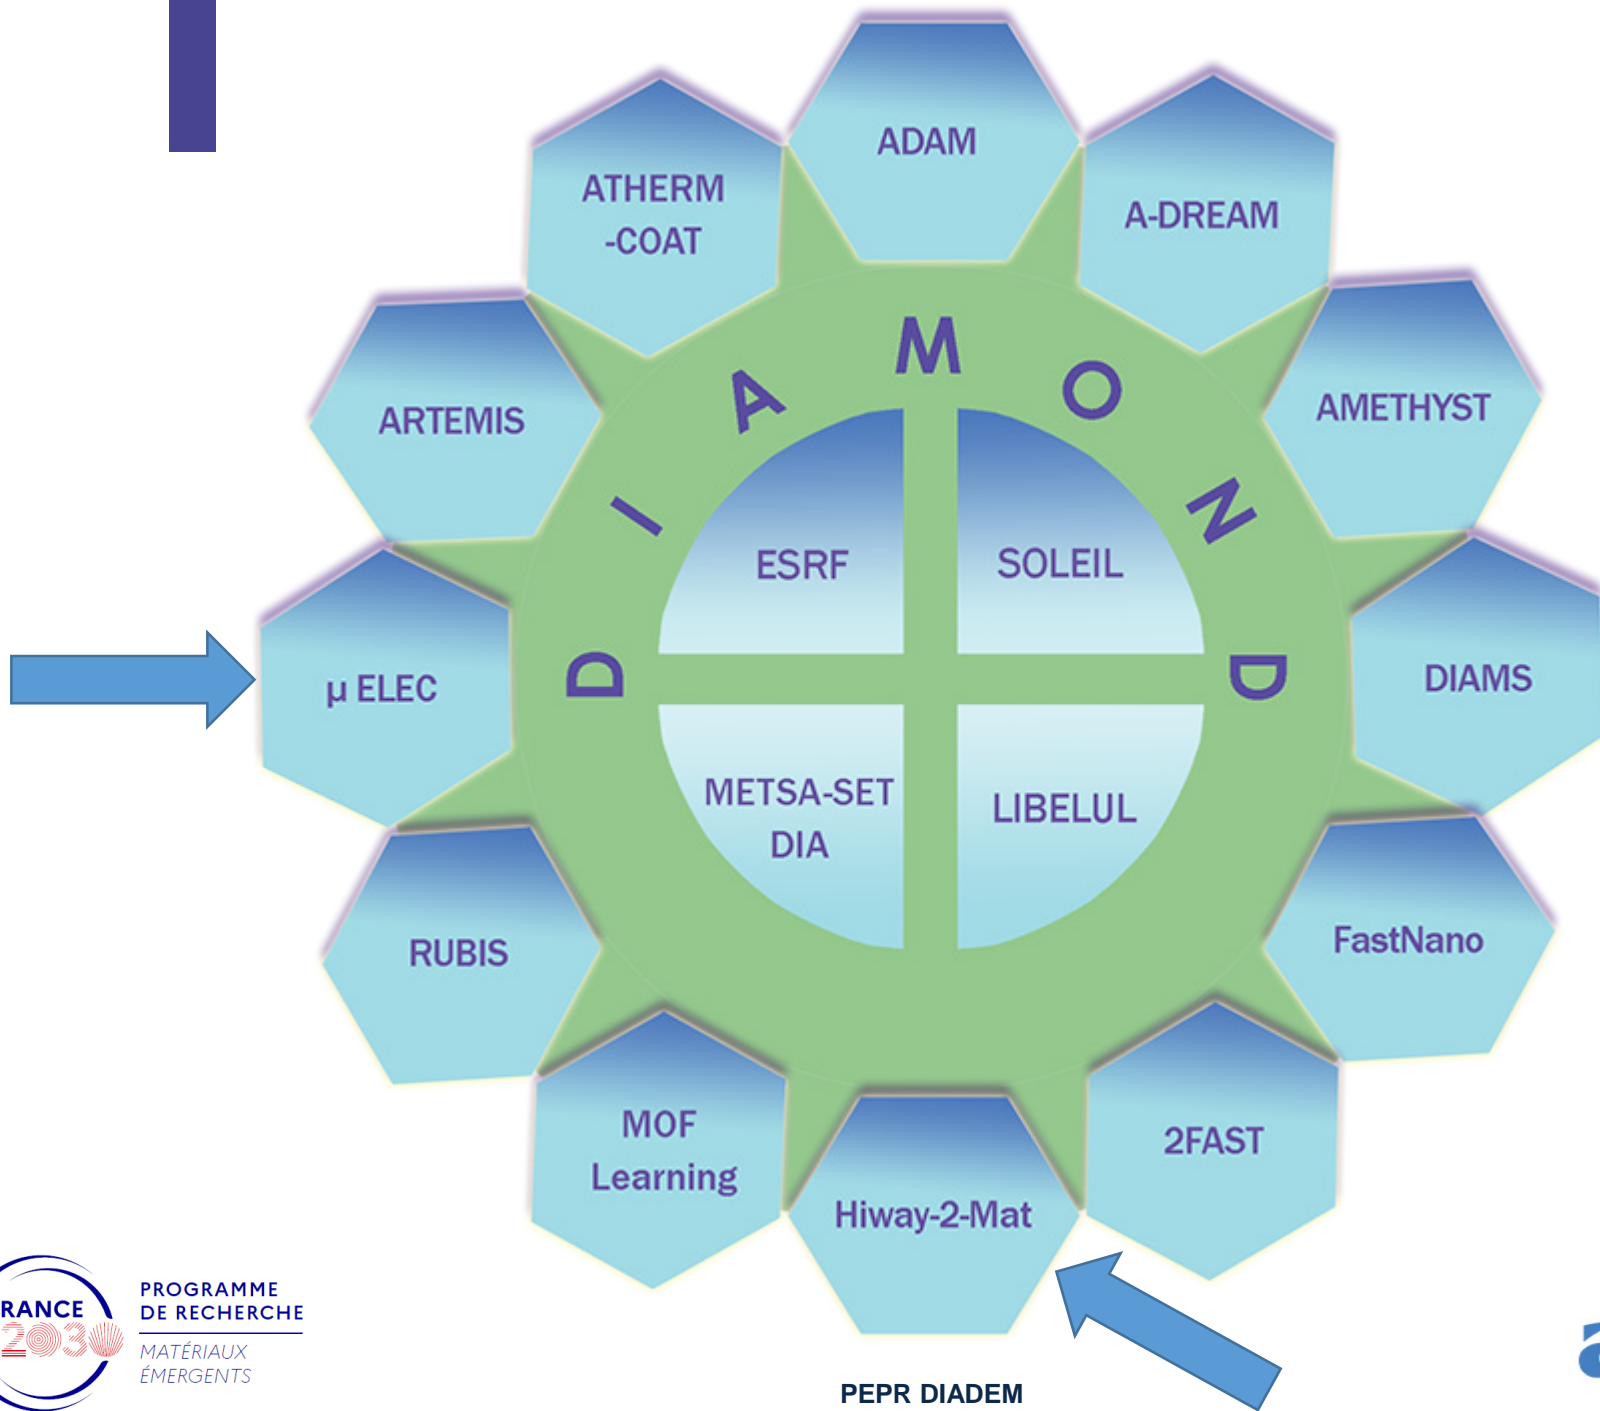 ADAM
ATHERM
-COAT
A-DREAM
ARTEMIS
AMETHYST
DIAMOND
ESRF
SOLEIL
µ ELEC
DIAMS
METSA-SET
DIA
LIBELUL
RUBIS
FastNano
MOF
Learning
2FAST
Hiway-2-Mat
RANCE
2030
PROGRAMME
DE RECHERCHE
MATÉRIAUX
ÉMERGENTS
PEPR DIADEM